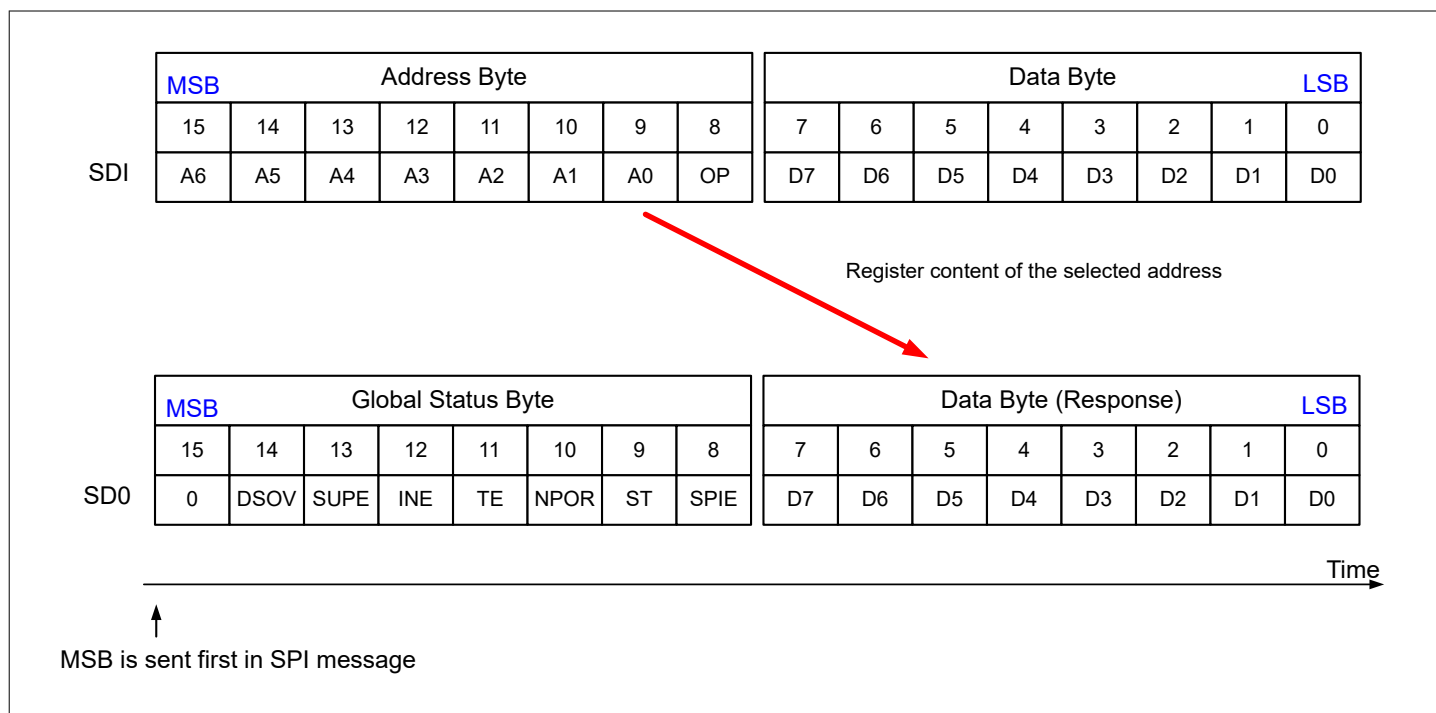 MSB Address Byte Data Byte LSB
15 14 13 12 11 10 9 8 7 6 5 4 3 2 1 0
SDI A6 A5 A4 A3 A2 A1 A0 OP D7 D6 D5 D4 D3 D2 D1 D0
Register content of the selected address
MSB Global Status Byte Data Byte (Response) LSB
15 14 13 12 11 10 9 8 7 6 5 4 3 2 1 0
SD0 0 DSOV SUPE INE TE NPOR ST SPIE D7 D6 D5 D4 D3 D2 D1 D0
Time
MSB is sent first in SPI message